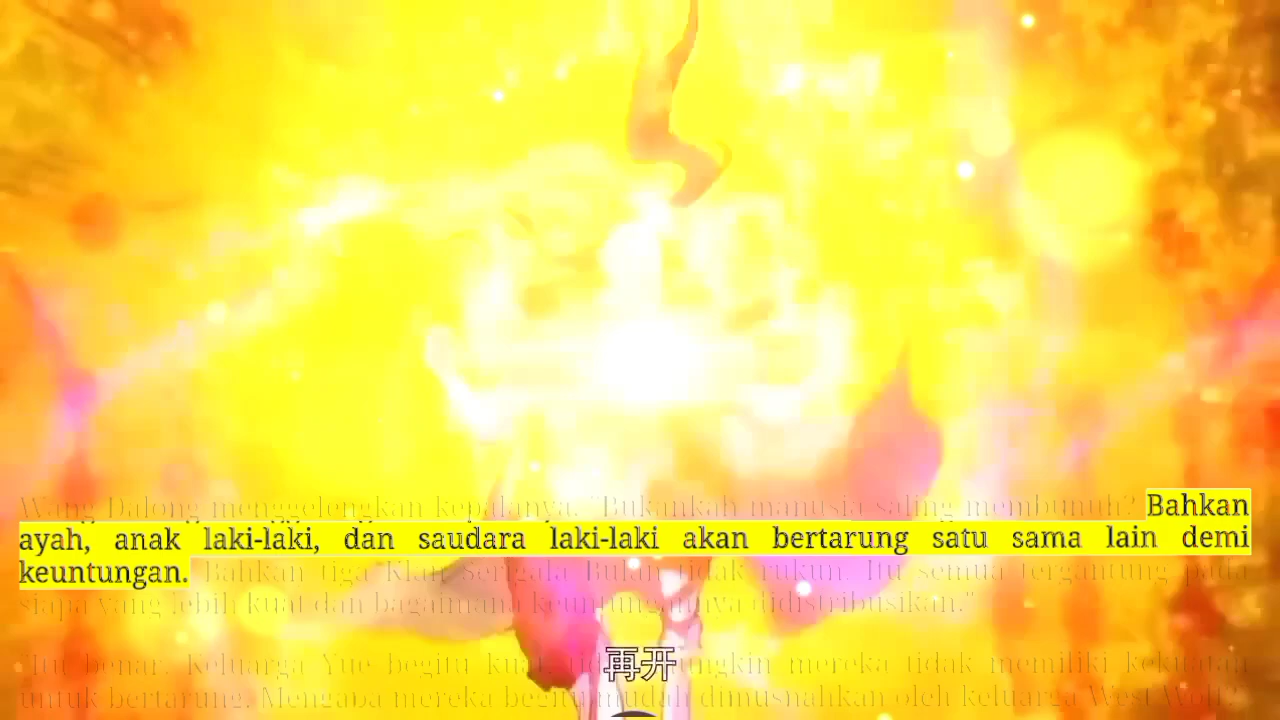 Wang Dalong menggelengkan kepalanya. "Bukankah manusia saling membunuh? Bahkan
ayah, anak laki-laki, dan saudara laki-laki akan bertarung satu sama lain demi
keuntungan. Bahkan tiga Klan Serigala Bulan tidak rukun. Itu semua tergantung pada
siapa yang lebih kuat dan bagaimana keuntungannya didistribusikan."
"Itu benar. Keluarga Yue begitu kuat, mereka tidak memiliki kekuatan
再开
untuk bertarung. Mengapa mereka begitu mudah dimusnahkan oleh keluarga West Wolf?"